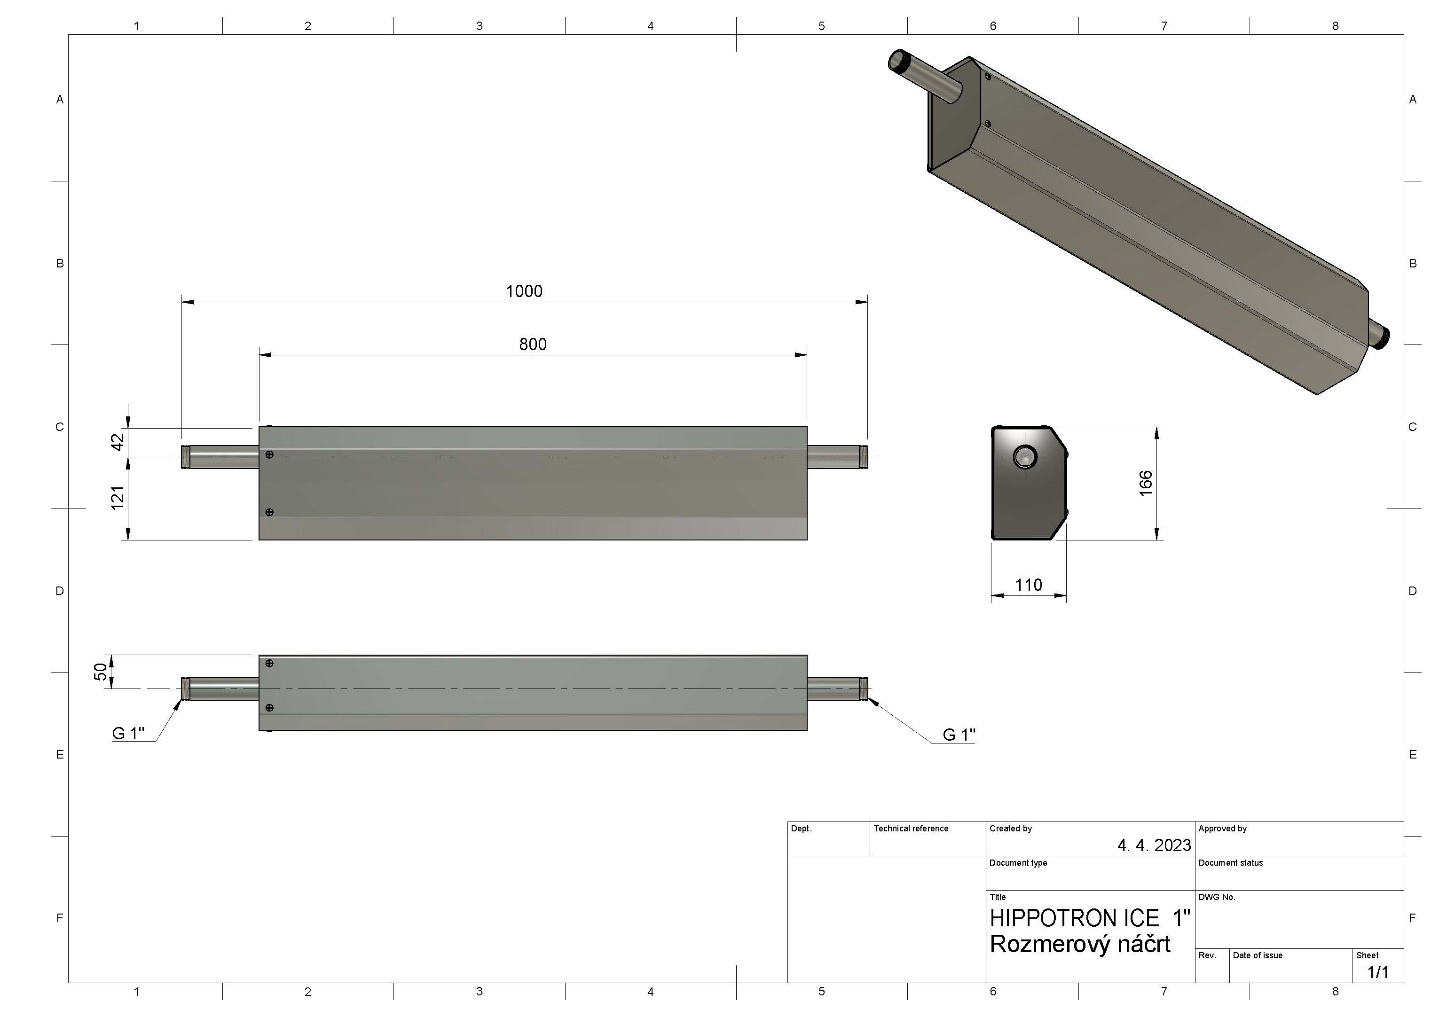 1 2 3 4 5 6 7 8
A A
B B
1000
800
C C
42
121
166
110
D D
50
G 1"
G 1"
E E
Dept. Technical reference Created by Approved by
4. 4. 2023
Document type Document status
Title DWG No.
HIPPOTRON ICE 1"
F F
Rozmerový náčrt
Rev. Date of issue Sheet
1/1
1 2 3 4 5 6 7 8